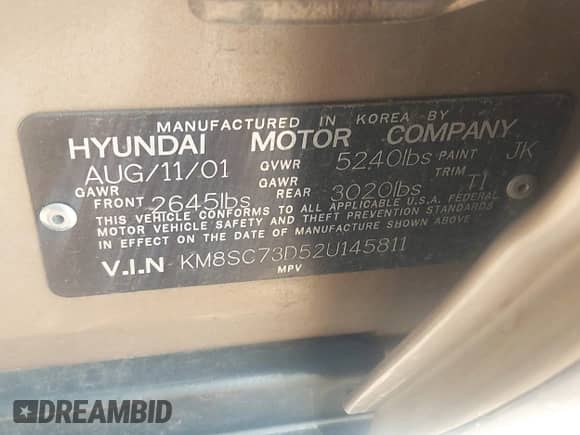 MANUFACTURED IN KOREA BY
HYUNDAI MOTOR COMPANY
AUG/11/01 GVWR 5240lbs PAINT JK
GAWR FRONT 2645lbs GAWR REAR 3020lbs TRIM T1
THIS VEHICLE CONFORMS TO ALL APPLICABLE U.S.A. FEDERAL
MOTOR VEHICLE SAFETY AND THEFT PREVENTION STANDARDS
IN EFFECT ON THE DATE OF MANUFACTURE SHOWN ABOVE
V.I.N KM8SC73D52U145811
MPV
DREAMBID